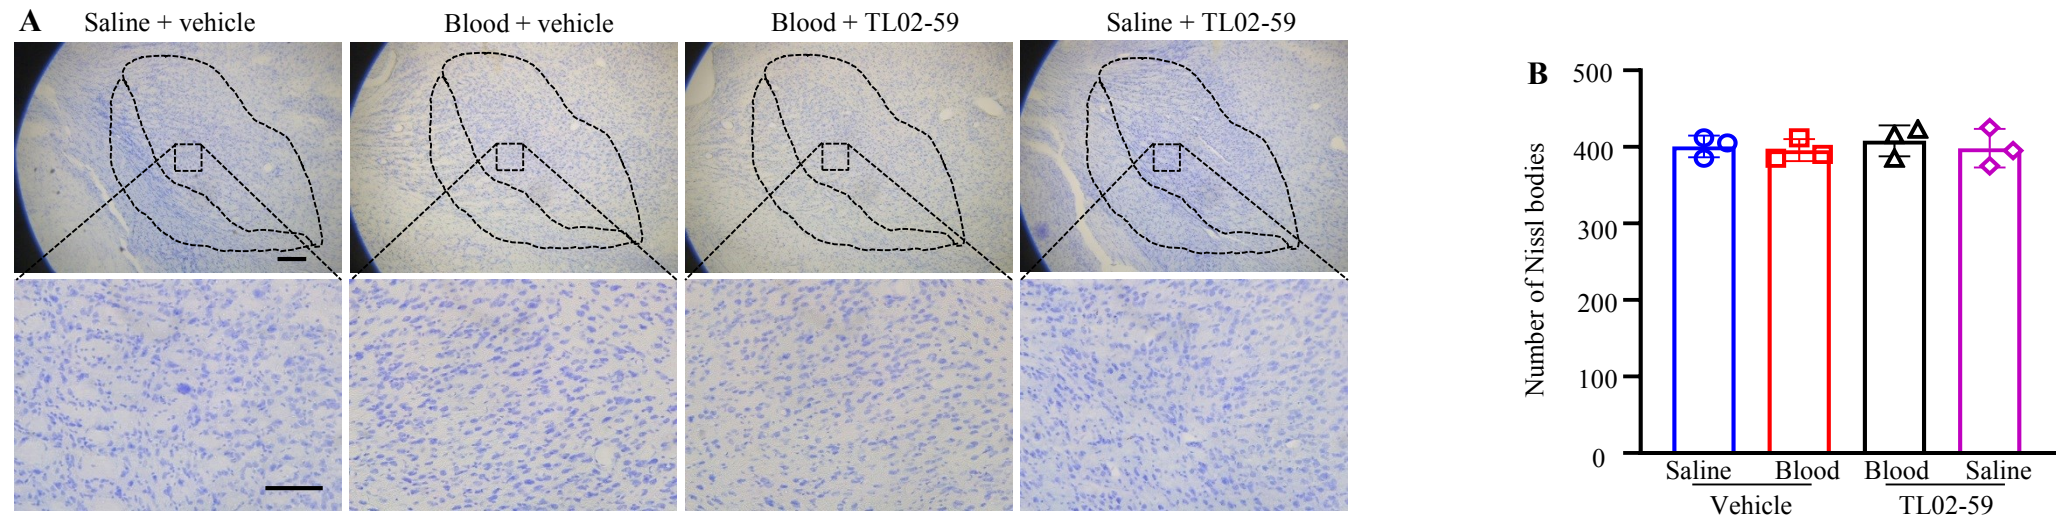 A
Saline + vehicle
Blood + vehicle
Blood + TL02-59
Saline + TL02-59
B
500
400
300
200
100
0
Number of Nissl bodies
Saline
Blood
Blood
Saline
Vehicle
TL02-59